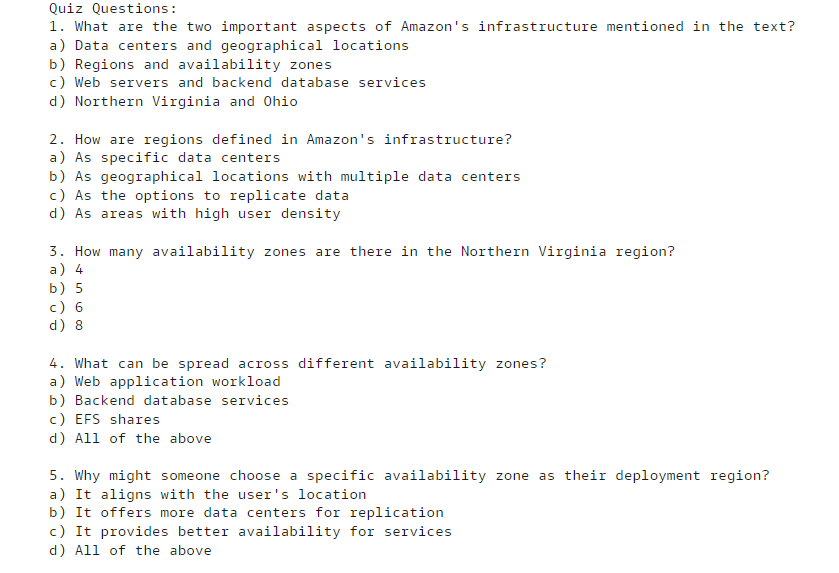 Quiz Questions:
1. What are the two important aspects of Amazon's infrastructure mentioned in the text?
a) Data centers and geographical locations
b) Regions and availability zones
c) Web servers and backend database services
d) Northern Virginia and Ohio
2. How are regions defined in Amazon's infrastructure?
a) As specific data centers
b) As geographical locations with multiple data centers
c) As the options to replicate data
d) As areas with high user density
3. How many availability zones are there in the Northern Virginia region?
a) 4
b) 5
c) 6
d) 8
4. What can be spread across different availability zones?
a) Web application workload
b) Backend database services
c) EFS shares
d) All of the above
5. Why might someone choose a specific availability zone as their deployment region?
a) It aligns with the user's location
b) It offers more data centers for replication
c) It provides better availability for services
d) All of the above